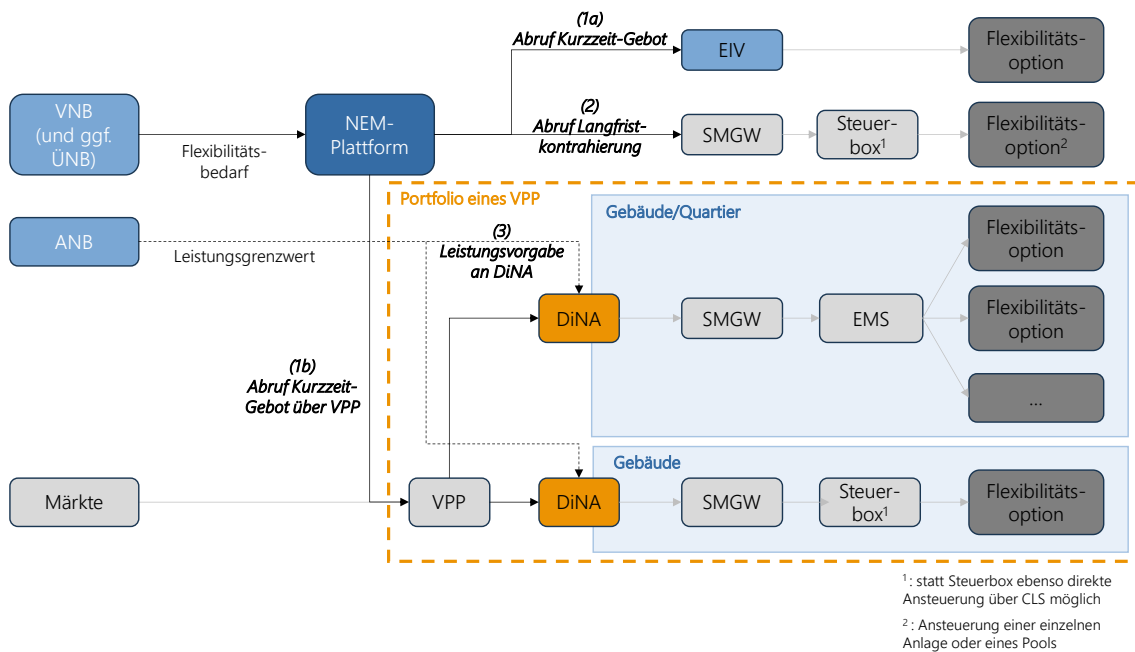 (1a)
Abruf Kurzzeit-Gebot
EIV
Flexibilitäts-
option
VNB
(und ggf.
ÜNB)
Flexibilitäts-
bedarf
NEM-
Plattform
(2)
Abruf Langfrist-
kontrahierung
SMGW
Steuer-
box¹
Flexibilitäts-
option²
Portfolio eines VPP
Gebäude/Quartier
ANB
Leistungsgrenzwert
(3)
Leistungsvorgabe
an DiNA
DiNA
SMGW
EMS
Flexibilitäts-
option
Flexibilitäts-
option
...
(1b)
Abruf Kurzzeit-
Gebot über VPP
Gebäude
Märkte
VPP
DiNA
SMGW
Steuer-
box¹
Flexibilitäts-
option
¹: statt Steuerbox ebenso direkte
Ansteuerung über CLS möglich
²: Ansteuerung einer einzelnen
Anlage oder eines Pools